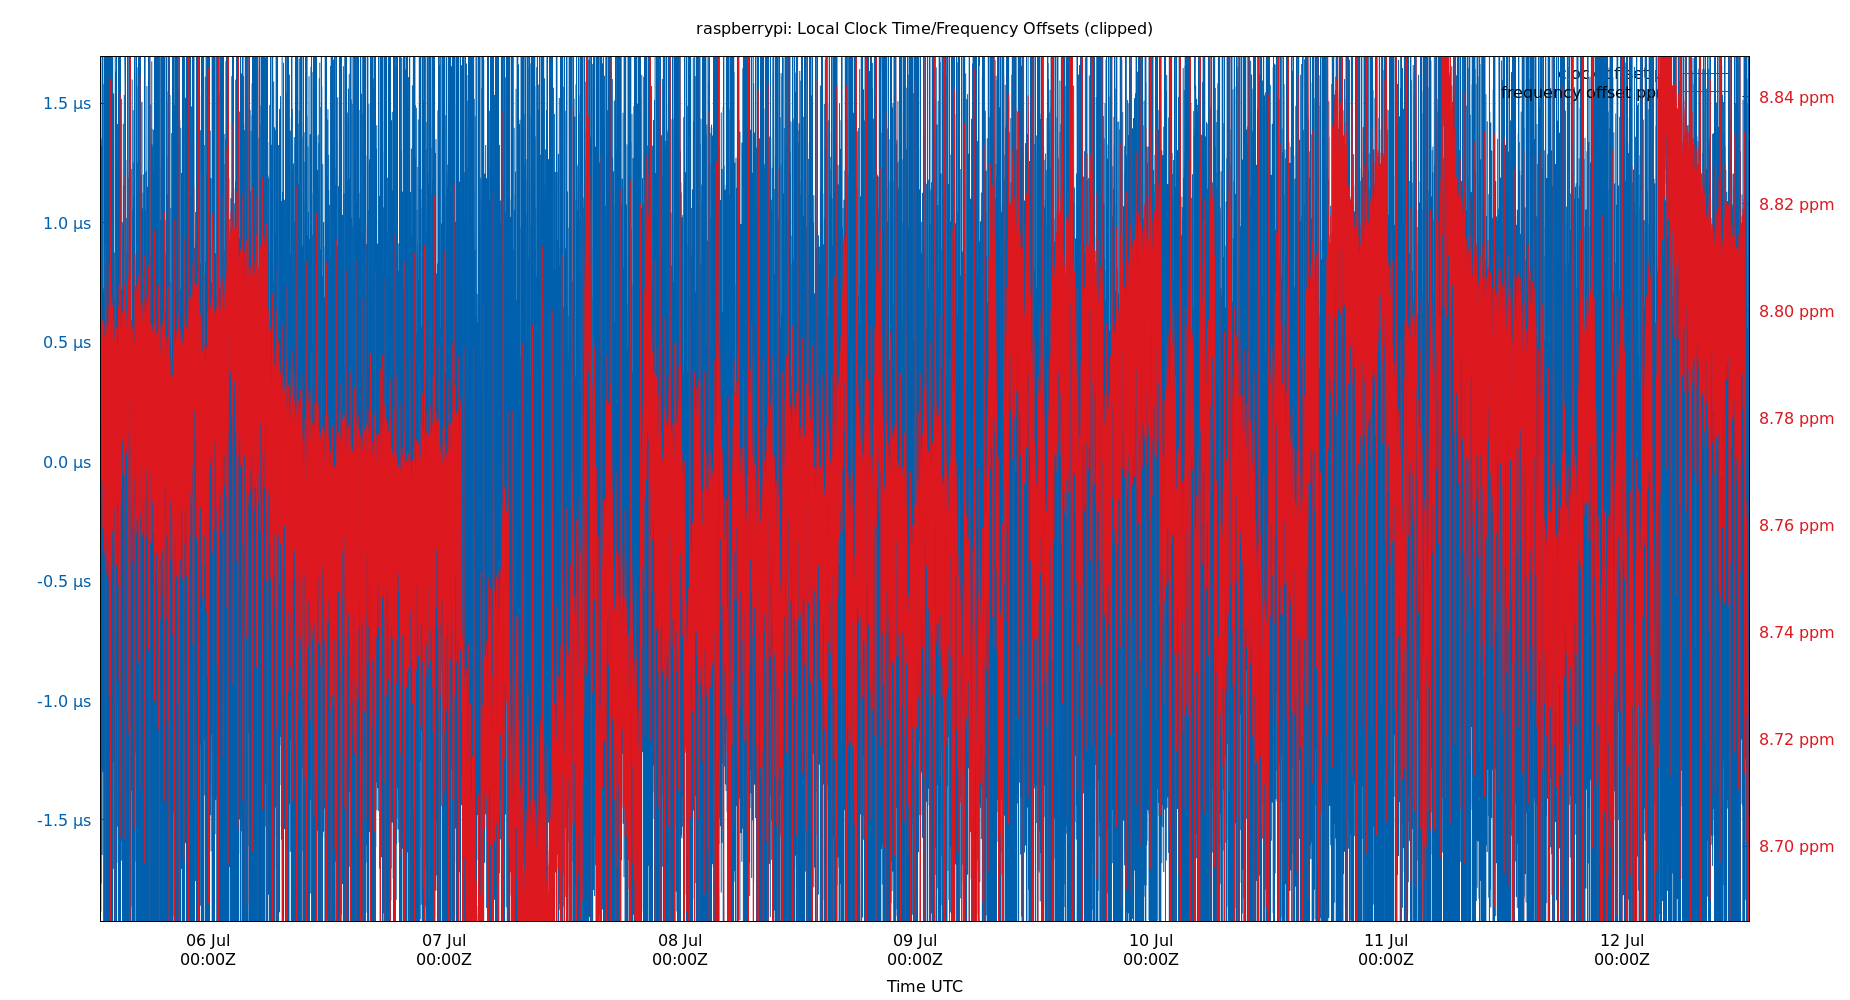 raspberrypi: Local Clock Time/Frequency Offsets (clipped)
clock offset
frequency offset ppm
1.5 µs
1.0 µs
0.5 µs
0.0 µs
-0.5 µs
-1.0 µs
-1.5 µs
8.84 ppm
8.82 ppm
8.80 ppm
8.78 ppm
8.76 ppm
8.74 ppm
8.72 ppm
8.70 ppm
06 Jul
00:00Z
07 Jul
00:00Z
08 Jul
00:00Z
09 Jul
00:00Z
10 Jul
00:00Z
11 Jul
00:00Z
12 Jul
00:00Z
Time UTC